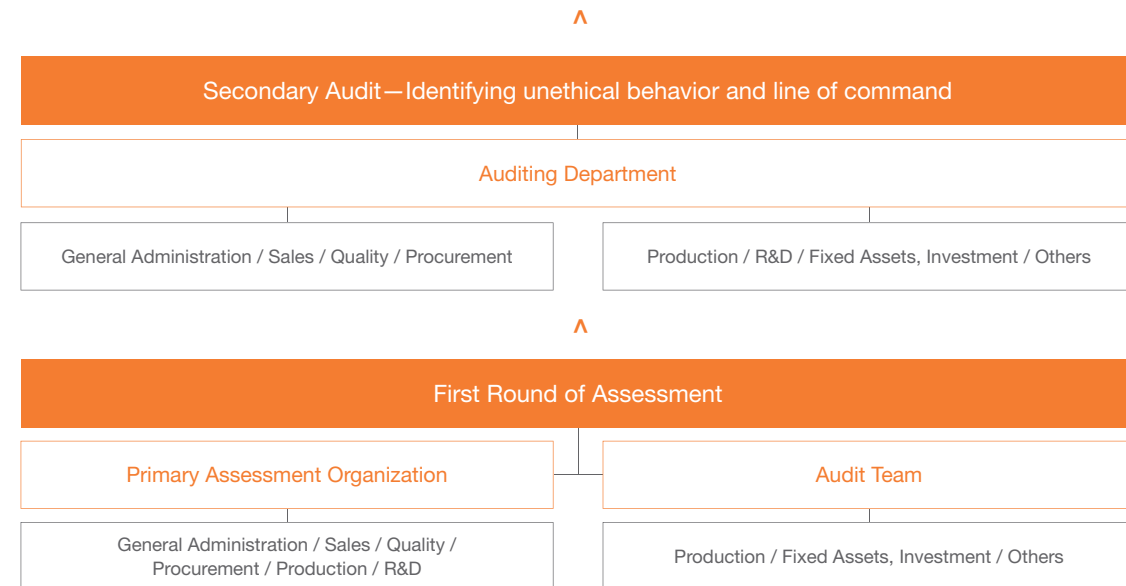 Secondary Audit—Identifying unethical behavior and line of command
Auditing Department
General Administration / Sales / Quality / Procurement
Production / R&D / Fixed Assets, Investment / Others
First Round of Assessment
Primary Assessment Organization
Audit Team
General Administration / Sales / Quality /
Procurement / Production / R&D
Production / Fixed Assets, Investment / Others